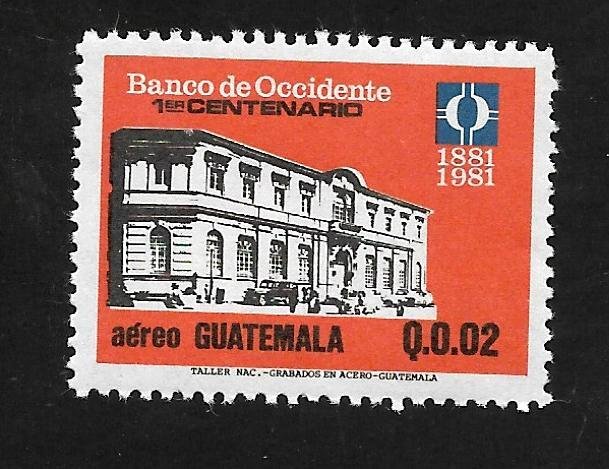 Banco de Occidente
1ER CENTENARIO
1881
1981
aéreo GUATEMALA Q.0.02
TALLER NAC.-GRABADOS EN ACERO-GUATEMALA